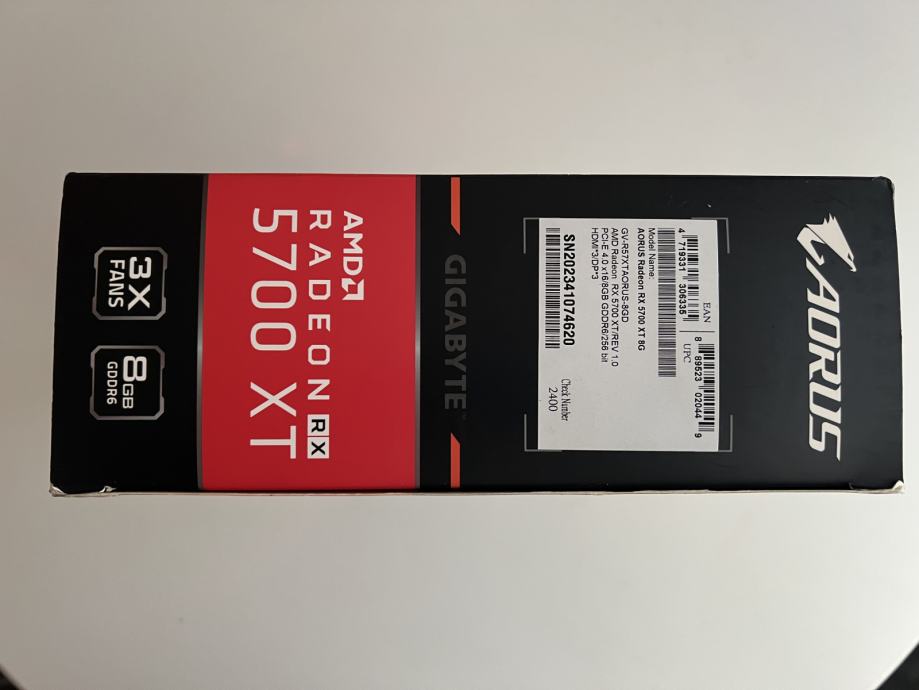 AORUS
EAN
4 719331 306335
UPC
8 89523 02044 9
Model Name:
AORUS Radeon RX 5700 XT 8G
GV-R57XTAORUS-8GD
AMD Radeon RX 5700 XT/REV 1.0
PCI-E 4.0 x16/8GB GDDR6/256 bit
HDMI*3/DP*3
SN202341074620
Check Number
2400
GIGABYTE™
AMD
RADEON RX
5700 XT
3X
FANS
8GB
GDDR6